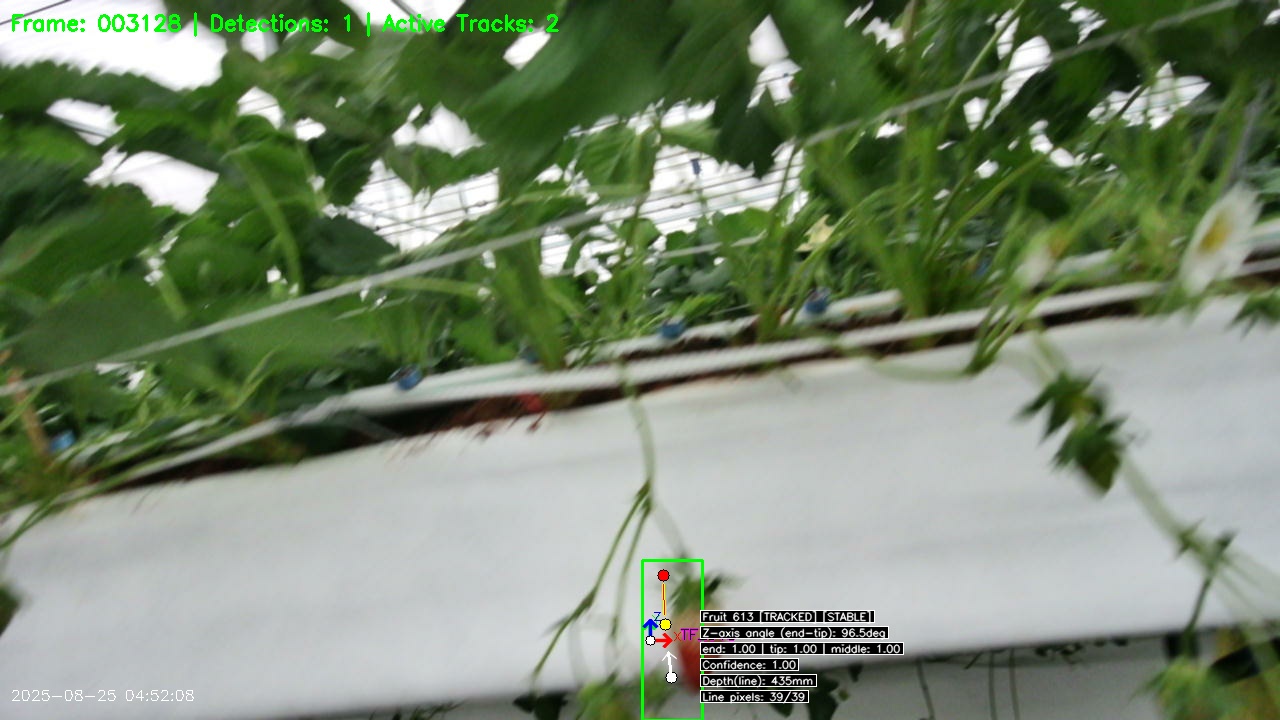 Frame: 003128 | Detections: 1 | Active Tracks: 2
Fruit 613 [TRACKED] [STABLE]
Z-axis angle (end-tip): 96.5deg
end: 1.00 | tip: 1.00 | middle: 1.00
Confidence: 1.00
Depth(line): 435mm
Line pixels: 39/39
Z
X
TF
2025-08-25 04:52:08